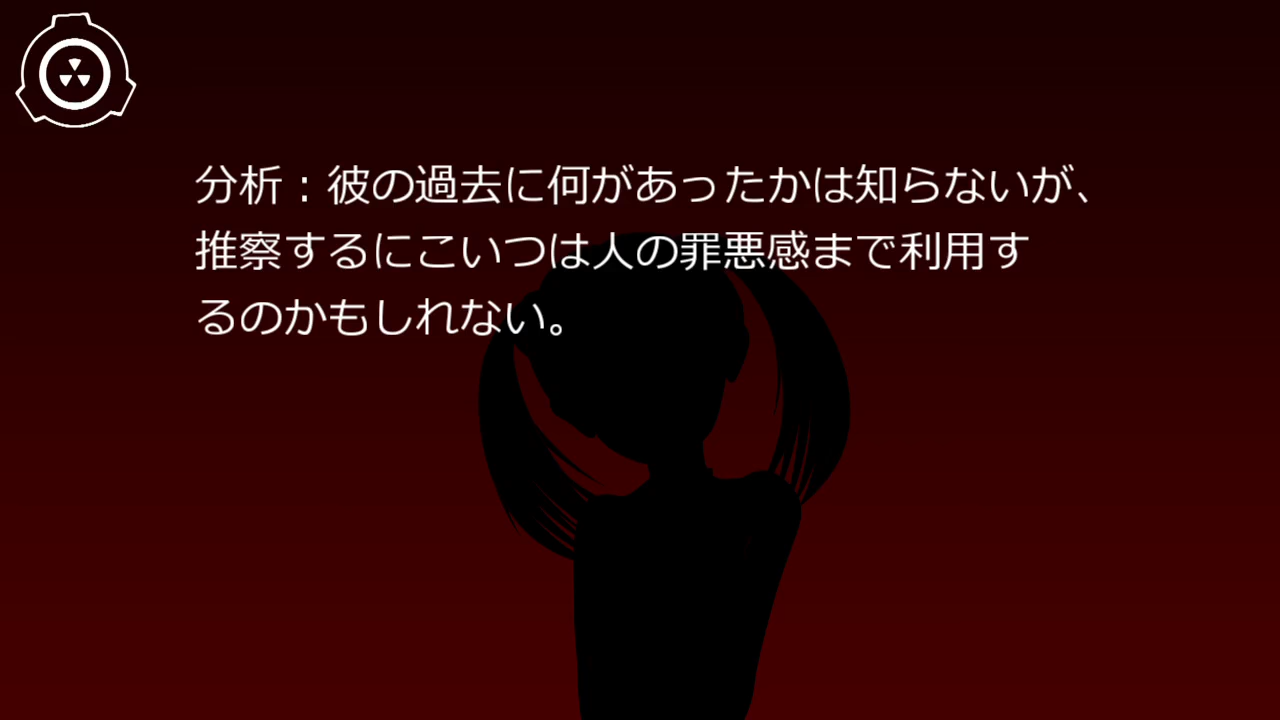 分析：彼の過去に何があったかは知らないが、
推察するにこいつは人の罪悪感まで利用す
るのかもしれない。